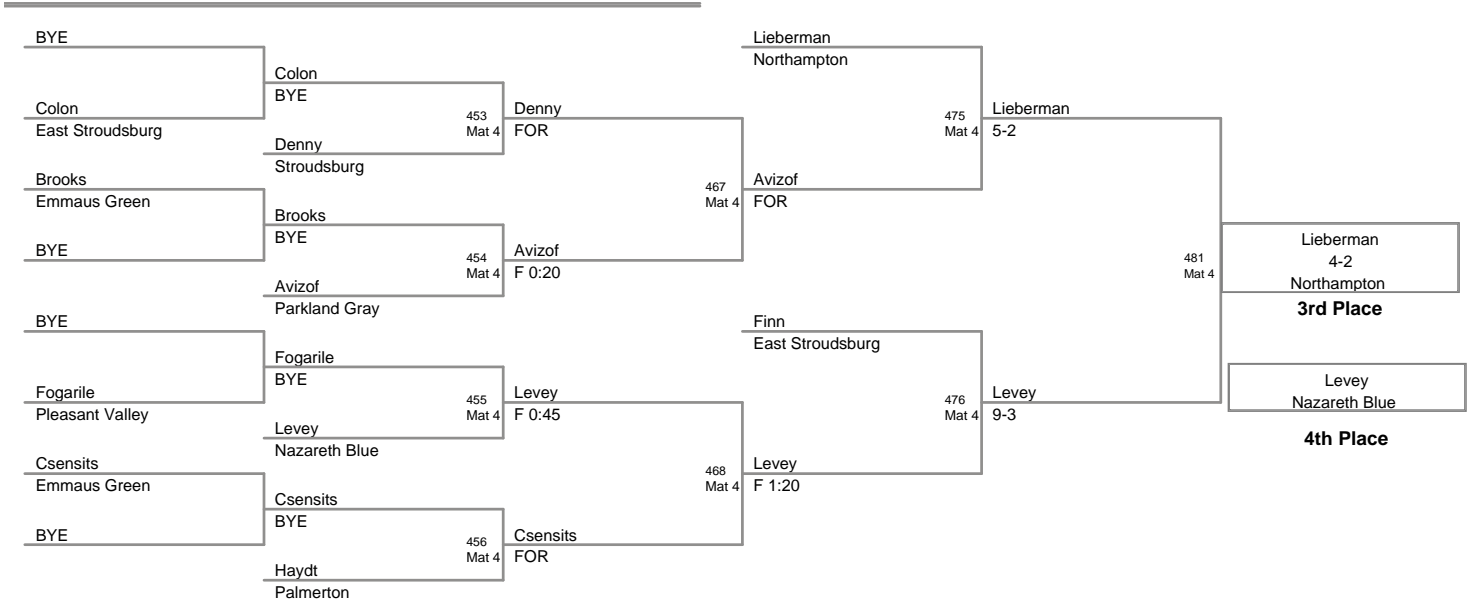 BYE
Colon
East Stroudsburg
Brooks
Emmaus Green
BYE
BYE
Fogarile
Pleasant Valley
Csensits
Emmaus Green
BYE
Colon
BYE
Denny
Stroudsburg
Brooks
BYE
Avizof
Parkland Gray
Fogarile
BYE
Levey
Nazareth Blue
Csensits
BYE
Haydt
Palmerton
453
Mat 4
Denny
FOR
454
Mat 4
Avizof
F 0:20
455
Mat 4
Levey
F 0:45
456
Mat 4
Csensits
FOR
Lieberman
Northampton
467
Mat 4
Avizof
FOR
Finn
East Stroudsburg
468
Mat 4
Levey
F 1:20
475
Mat 4
Lieberman
5-2
476
Mat 4
Levey
9-3
481
Mat 4
Lieberman
4-2
Northampton
3rd Place
Levey
Nazareth Blue
4th Place